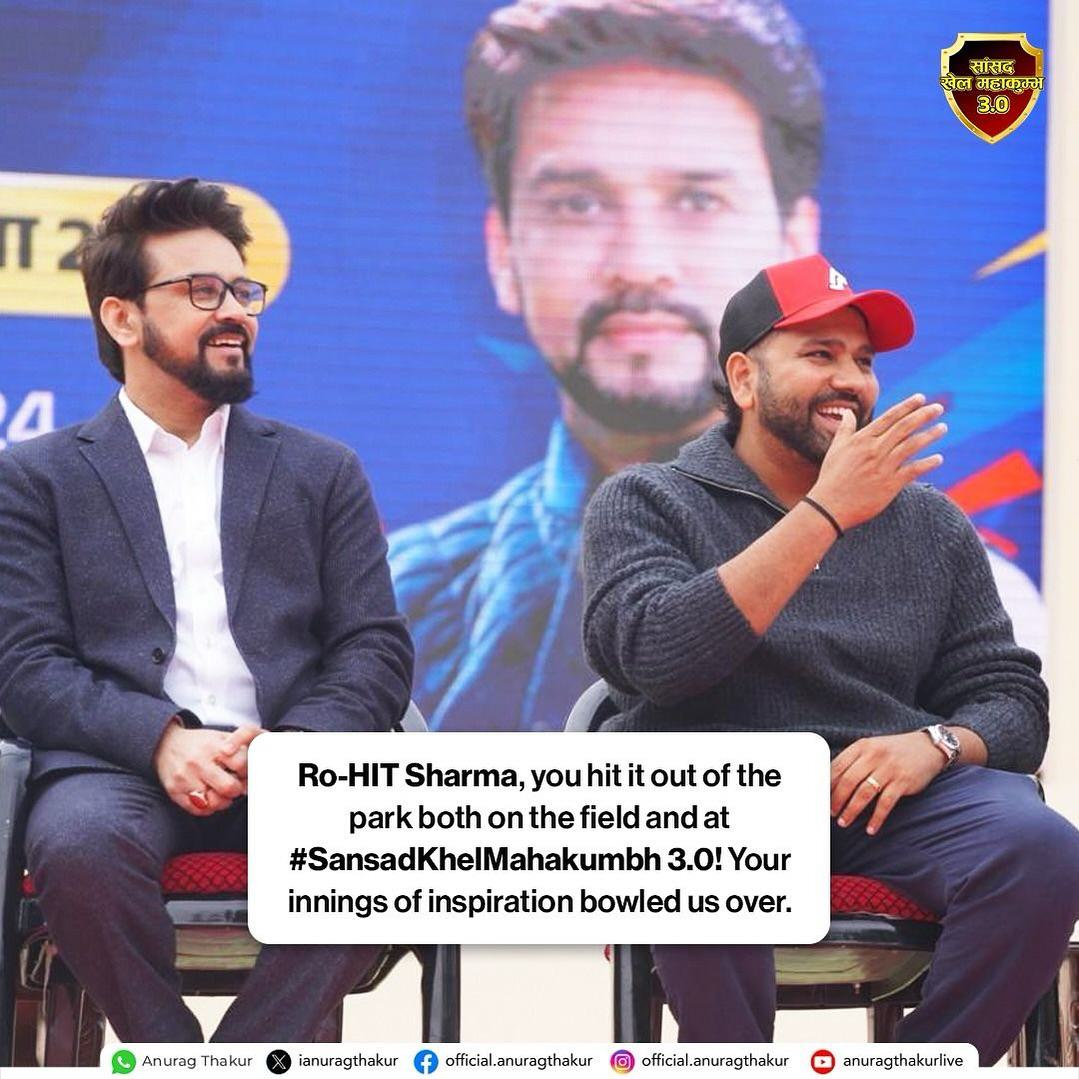 सांसद
खेल महाकुम्भ
3.0
24
Ro-HIT Sharma, you hit it out of the
park both on the field and at
#SansadKhelMahakumbh 3.0! Your
innings of inspiration bowled us over.
Anurag Thakur ianuragthakur official.anuragthakur official.anuragthakur anuragthakurlive